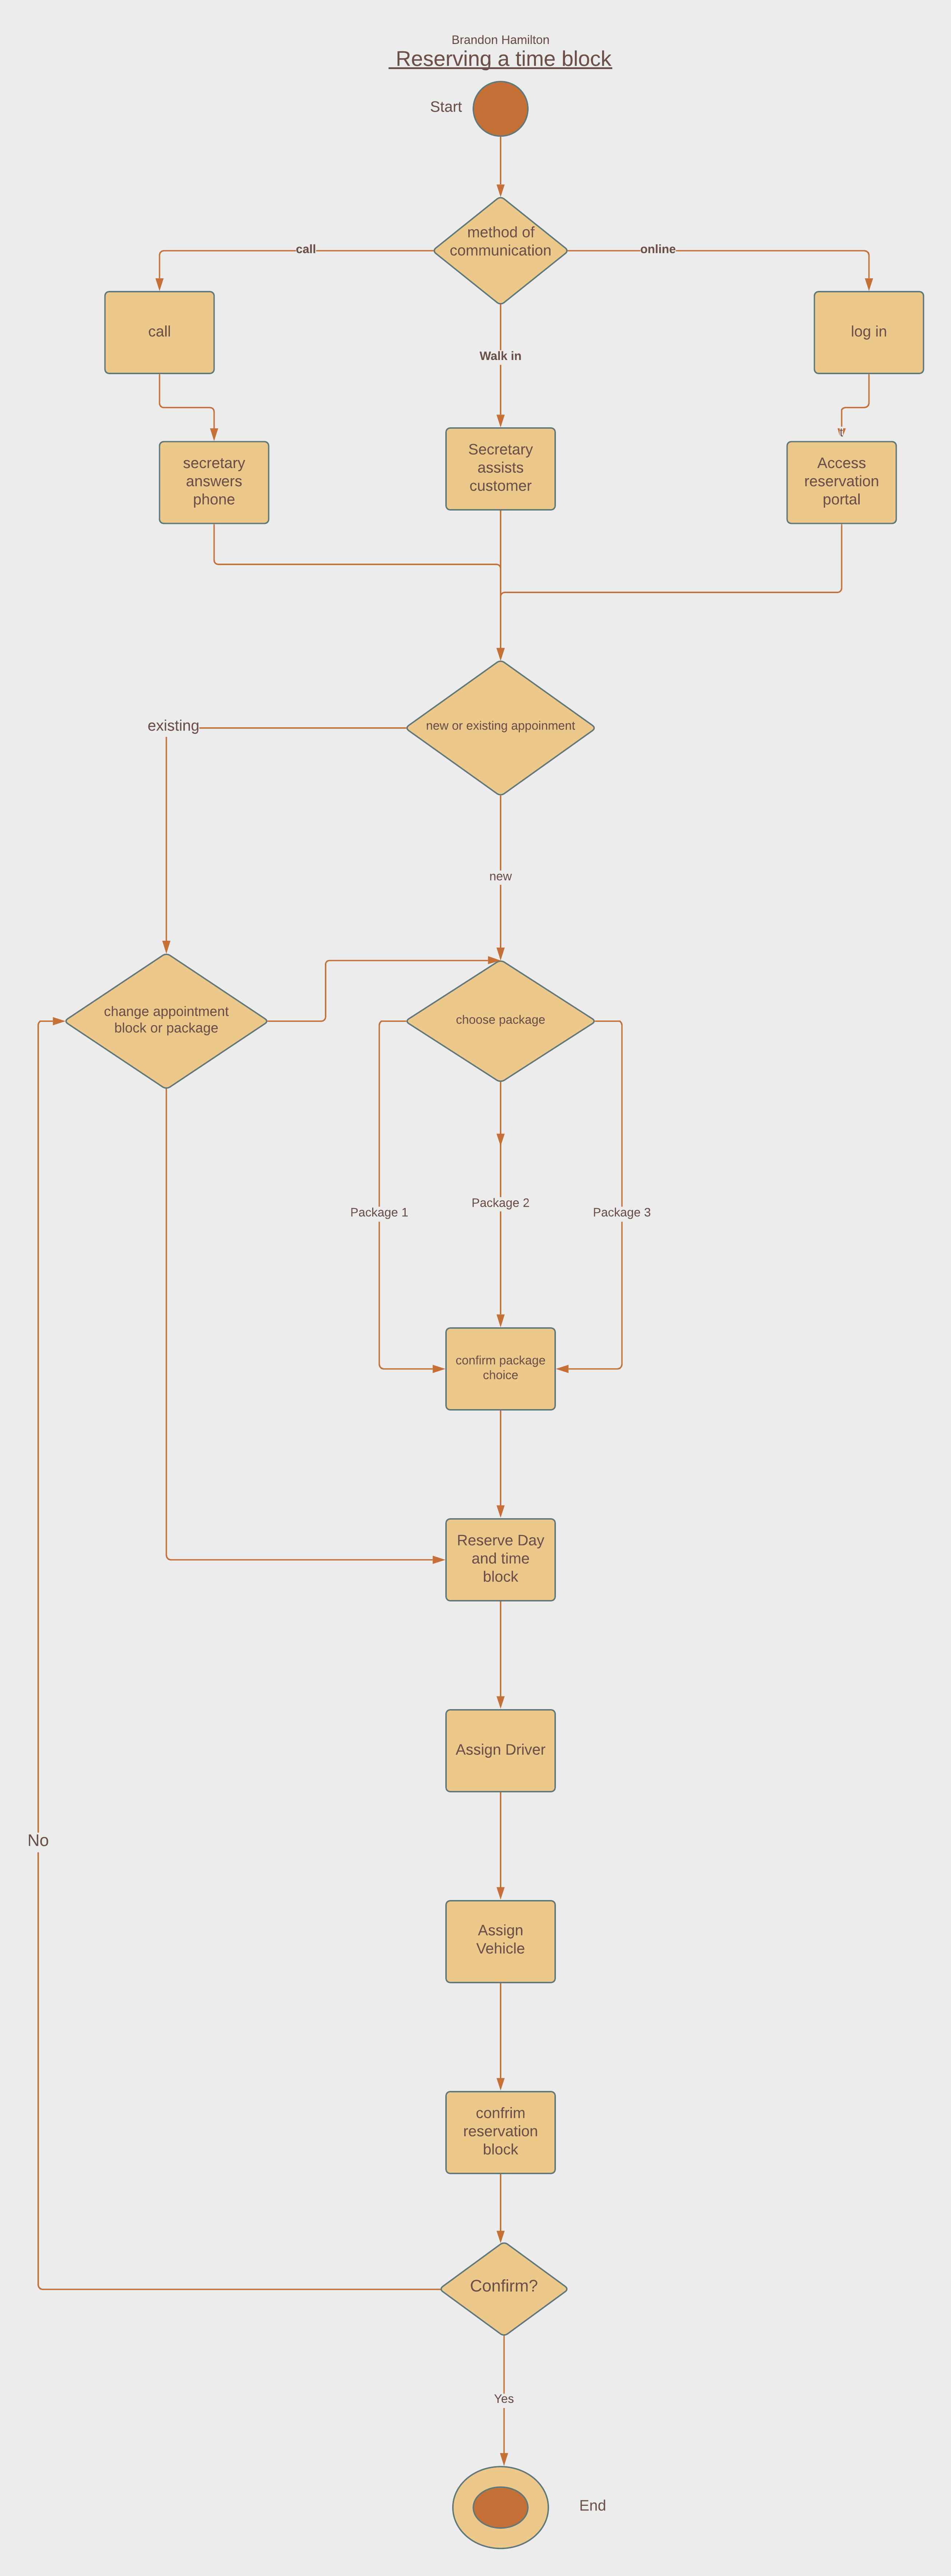 Brandon Hamilton
Reserving a time block
Start
method of
communication
call
online
call
log in
Walk in
secretary
answers
phone
Secretary
assists
customer
Access
reservation
portal
new or existing appoinment
existing
new
change appointment
block or package
choose package
Package 1
Package 2
Package 3
confirm package
choice
Reserve Day
and time
block
Assign Driver
No
Assign
Vehicle
confrim
reservation
block
Confirm?
Yes
End